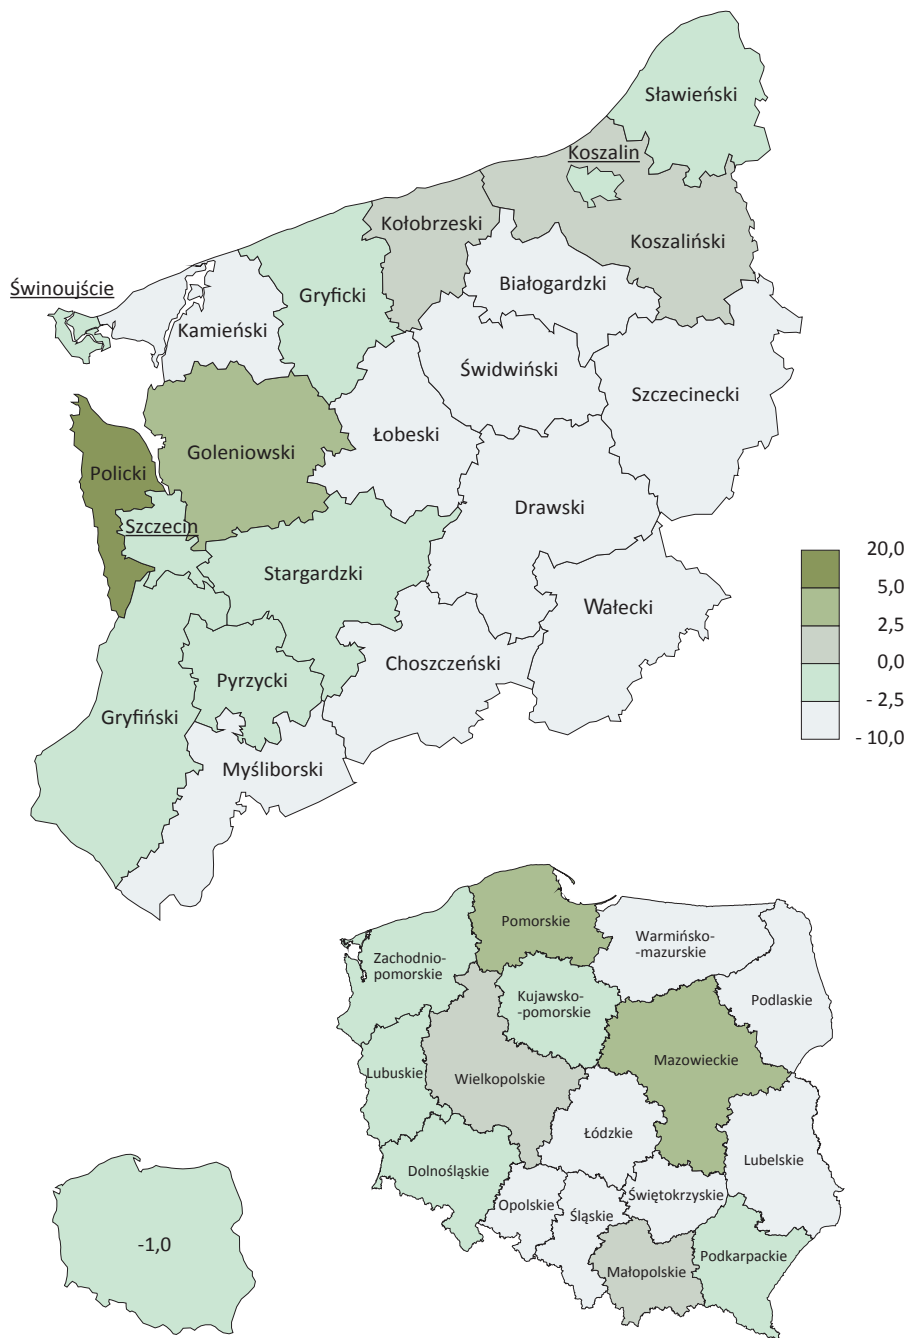 Sławieński
Koszalin
Kołobrzeski
Koszaliński
Świnoujście
Gryficki
Białogardzki
Kamieński
Świdwiński
Szczecinecki
Łobeski
Goleniowski
Policki
Drawski
Szczecin
Stargardzki
Wałecki
Choszczeński
Pyrzycki
Gryfiński
Myśliborski
20,0
5,0
2,5
0,0
- 2,5
- 10,0
Pomorskie
Warmińsko-
-mazurskie
Zachodnio-
pomorskie
Kujawsko-
-pomorskie
Podlaskie
Mazowieckie
Lubuskie
Wielkopolskie
Łódzkie
Lubelskie
Dolnośląskie
Opolskie
Śląskie
Świętokrzyskie
Małopolskie
Podkarpackie
-1,0